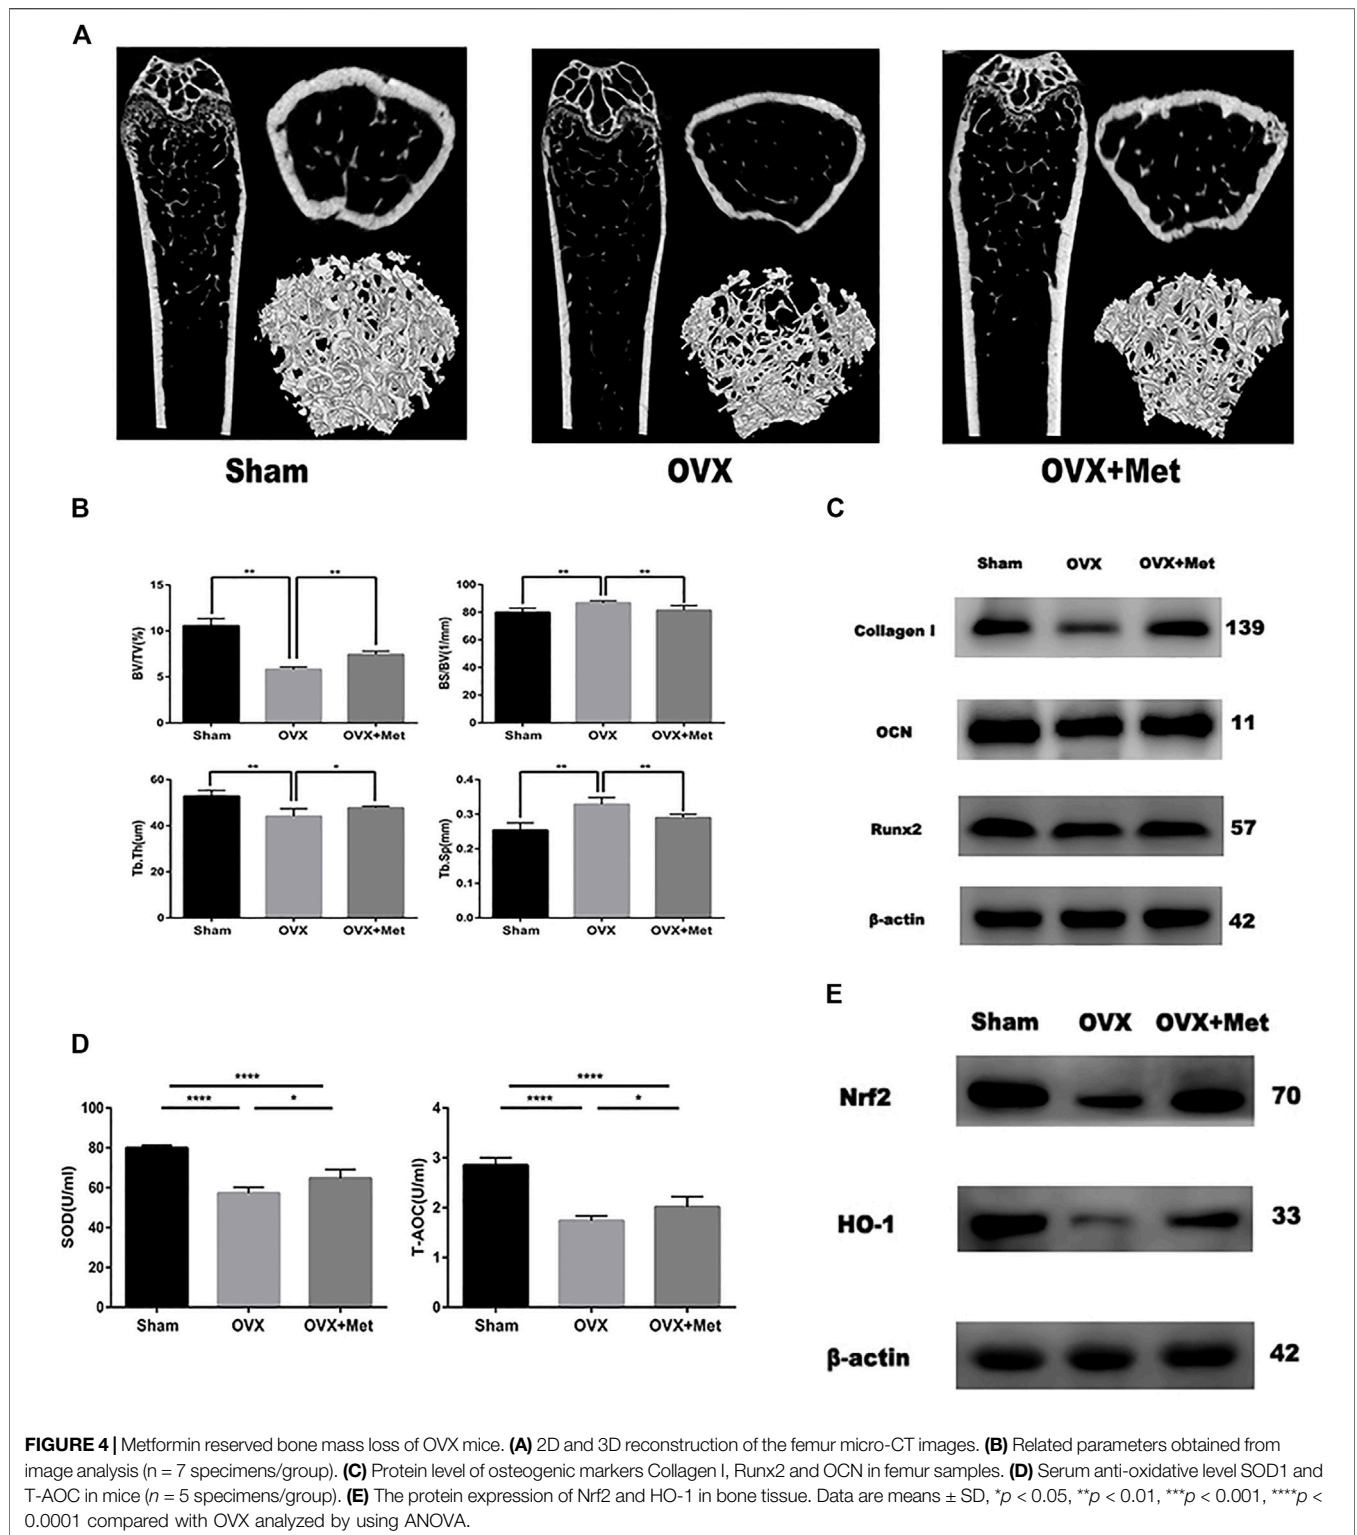 A
Sham
OVX
OVX+Met
B
**
**
15
10
5
0
BV/TV(%)
Sham
OVX
OVX+Met
**
**
100
80
60
40
20
0
BS/BV(1/mm)
Sham
OVX
OVX+Met
**
*
60
40
20
0
Tb.Th(um)
Sham
OVX
OVX+Met
**
**
0.4
0.3
0.2
0.1
0.0
Tb.Sp(mm)
Sham
OVX
OVX+Met
C
Sham OVX OVX+Met
Collagen I 139
OCN 11
Runx2 57
β-actin 42
D
****
****
*
100
80
60
40
20
0
SOD(U/ml)
Sham
OVX
OVX+Met
****
****
*
4
3
2
1
0
T-AOC(U/ml)
Sham
OVX
OVX+Met
E
Sham OVX OVX+Met
Nrf2 70
HO-1 33
β-actin 42
FIGURE 4 | Metformin reserved bone mass loss of OVX mice. (A) 2D and 3D reconstruction of the femur micro-CT images. (B) Related parameters obtained from
image analysis (n = 7 specimens/group). (C) Protein level of osteogenic markers Collagen I, Runx2 and OCN in femur samples. (D) Serum anti-oxidative level SOD1 and
T-AOC in mice (n = 5 specimens/group). (E) The protein expression of Nrf2 and HO-1 in bone tissue. Data are means ± SD, *p < 0.05, **p < 0.01, ***p < 0.001, ****p <
0.0001 compared with OVX analyzed by using ANOVA.